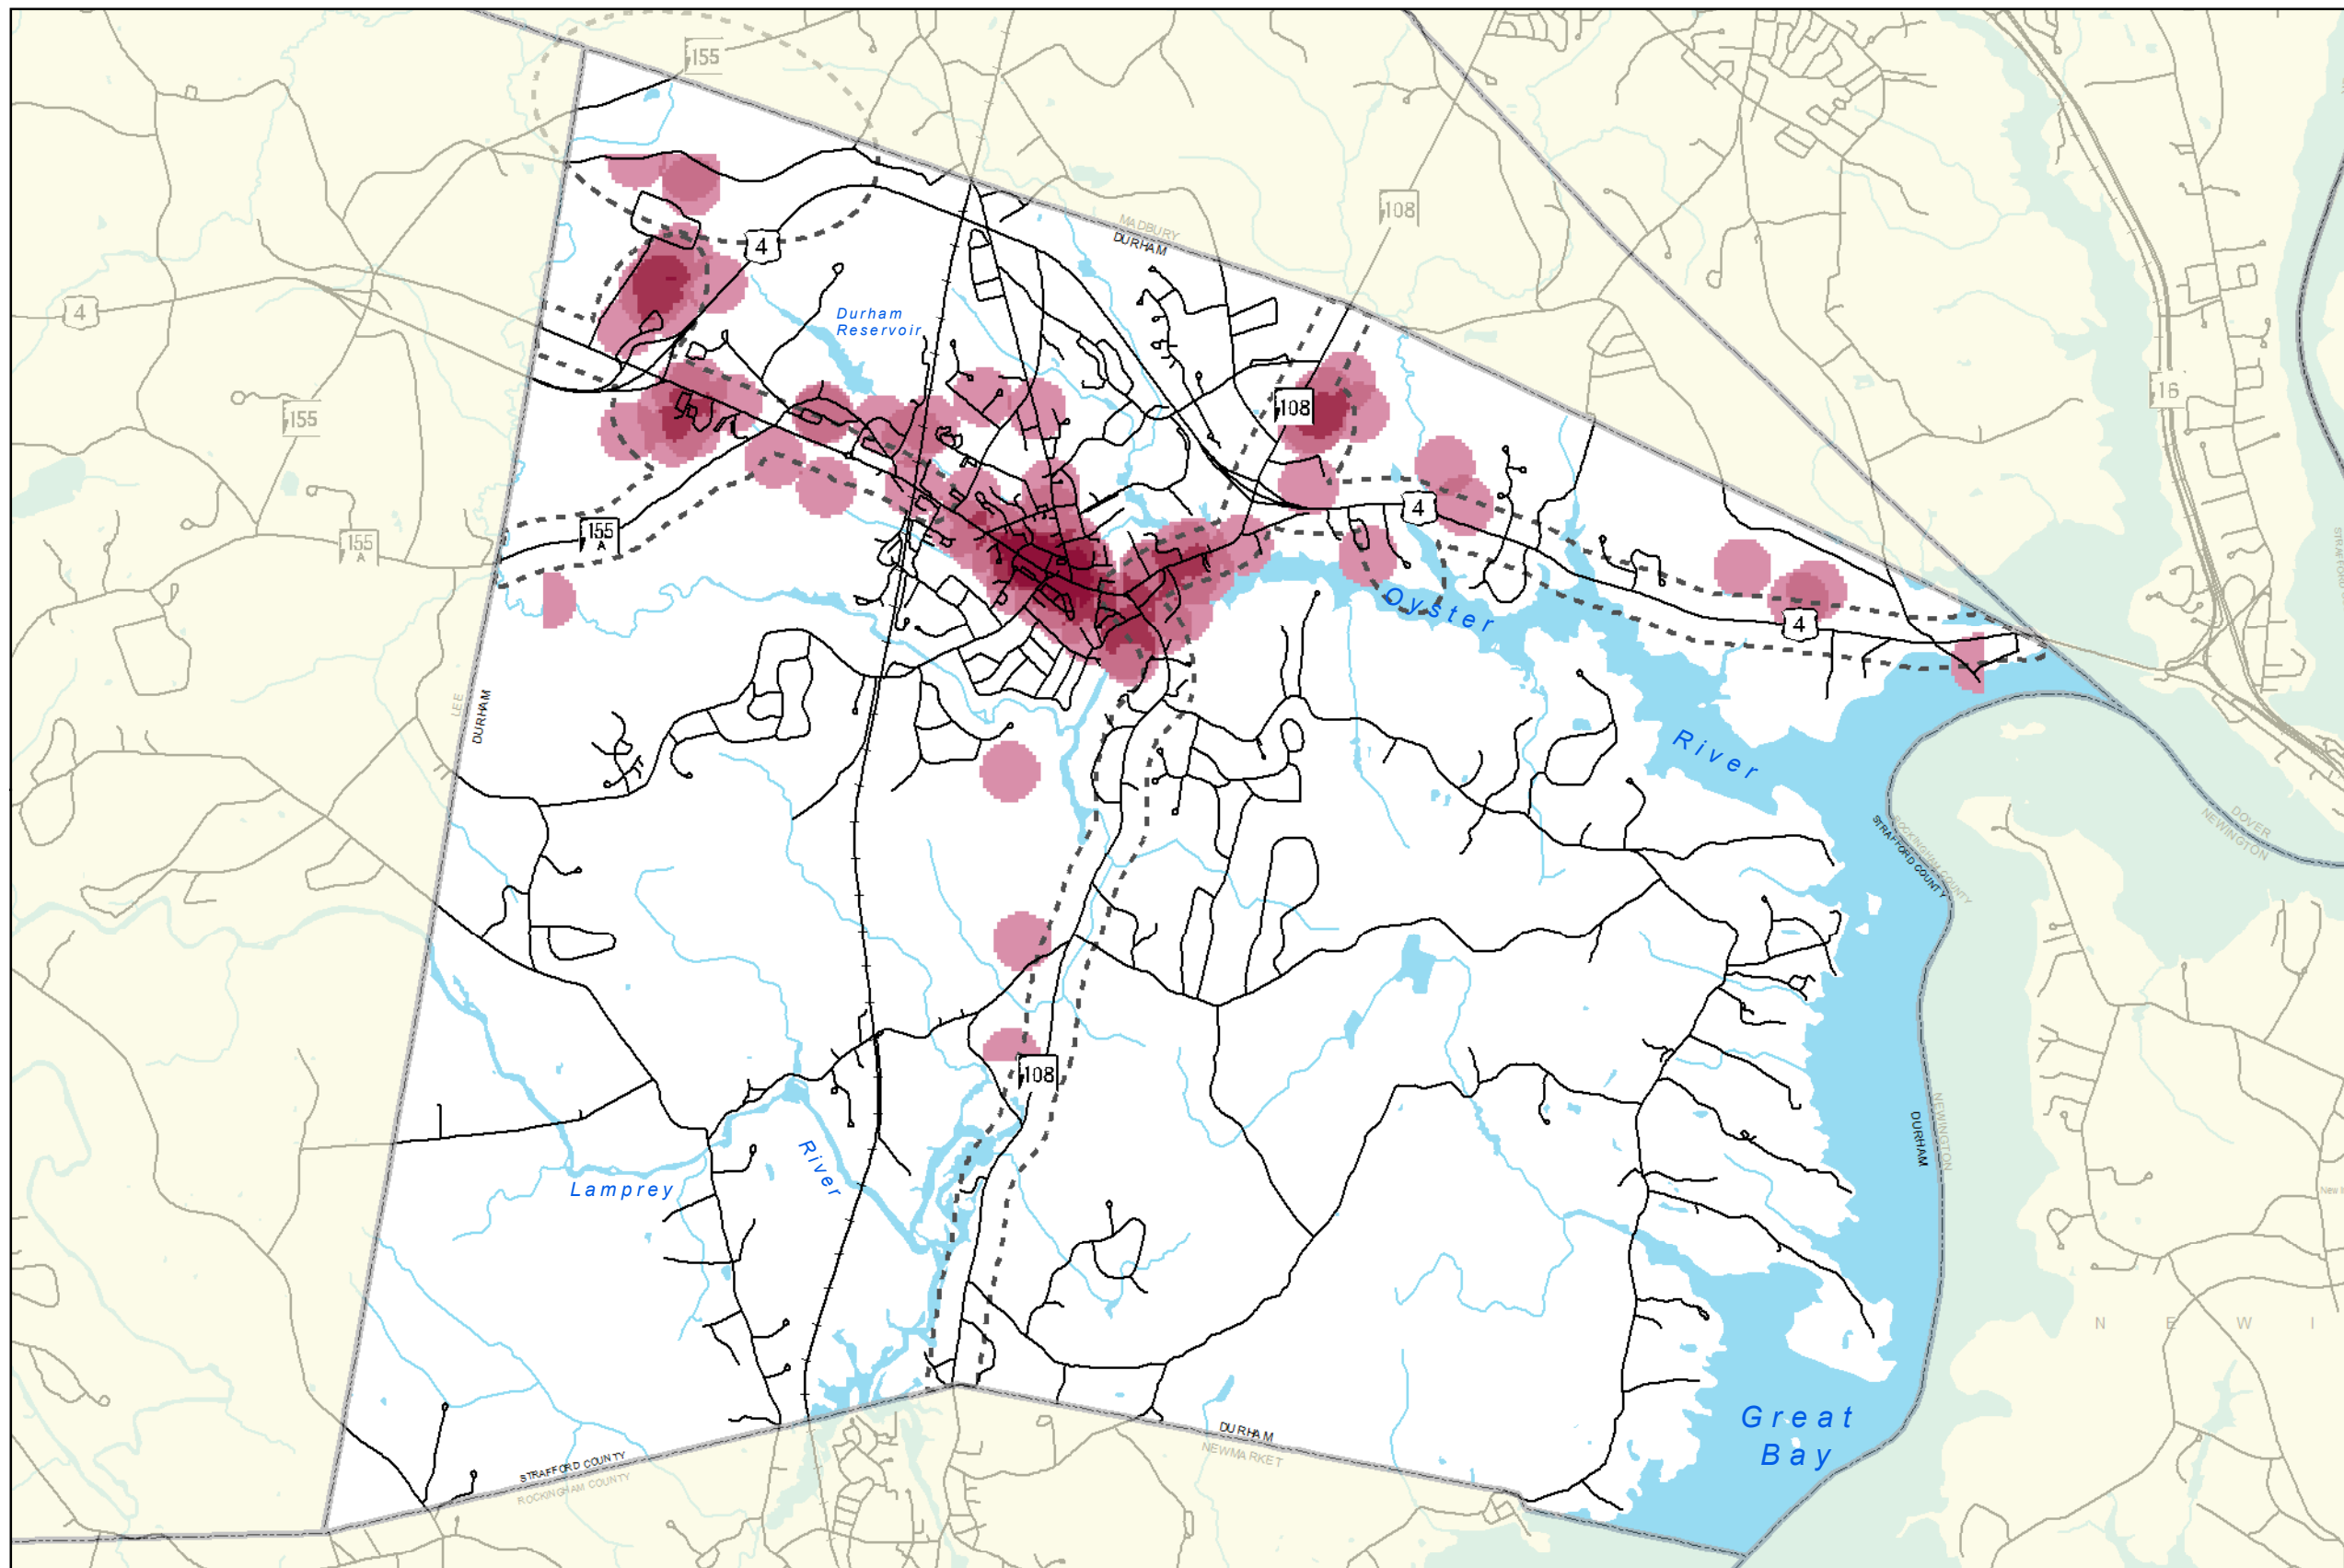 155
108
MADBURY
DURHAM
4
4
Durham
Reservoir
16
155
108
4
155
A
155
A
Oyster
4
LEE
DURHAM
River
DOVER
NEWINGTON
ROCKINGHAM COUNTY
STRAFFORD COUNTY
108
NEWINGTON
DURHAM
River
Lamprey
N E W I
Great
Bay
DURHAM
NEWMARKET
STRAFFORD COUNTY
ROCKINGHAM COUNTY